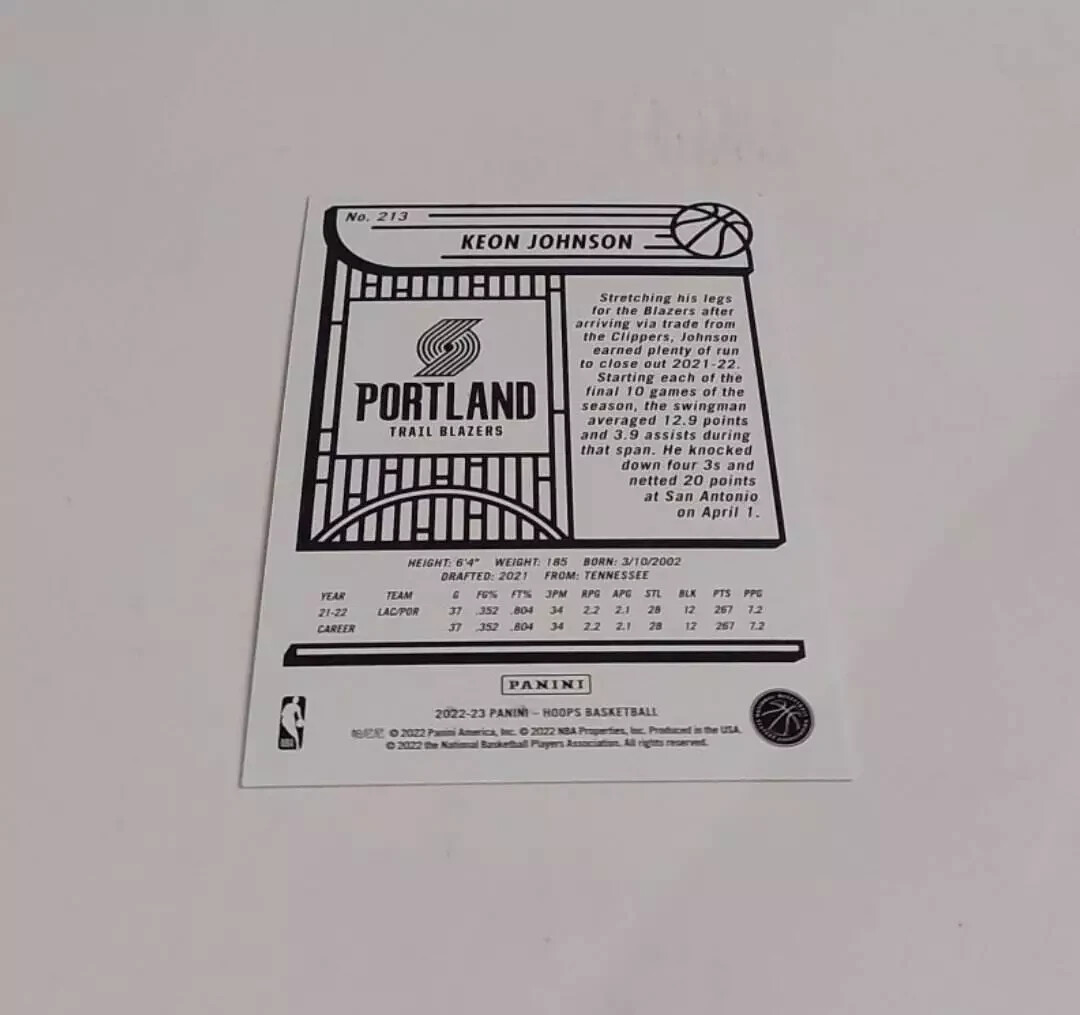 No. 213
KEON JOHNSON
PORTLAND
TRAIL BLAZERS
Stretching his legs
for the Blazers after
arriving via trade from
the Clippers, Johnson
earned plenty of run
to close out 2021-22.
Starting each of the
final 10 games of the
season, the swingman
averaged 12.9 points
and 3.9 assists during
that span. He knocked
down four 3s and
netted 20 points
at San Antonio
on April 1.
HEIGHT: 6'4" WEIGHT: 185 BORN: 3/10/2002
DRAFTED: 2021 FROM: TENNESSEE
YEAR TEAM G FG% FT% 3PM RPG APG STL BLK PTS PPG
21-22 LAC/POR 37 .352 .804 34 2.2 2.1 28 12 267 7.2
CAREER 37 .352 .804 34 2.2 2.1 28 12 267 7.2
PANINI
2022-23 PANINI – HOOPS BASKETBALL
帕尼尼 © 2022 Panini America, Inc. © 2022 NBA Properties, Inc. Produced in the USA.
© 2022 the National Basketball Players Association. All rights reserved.
NBA